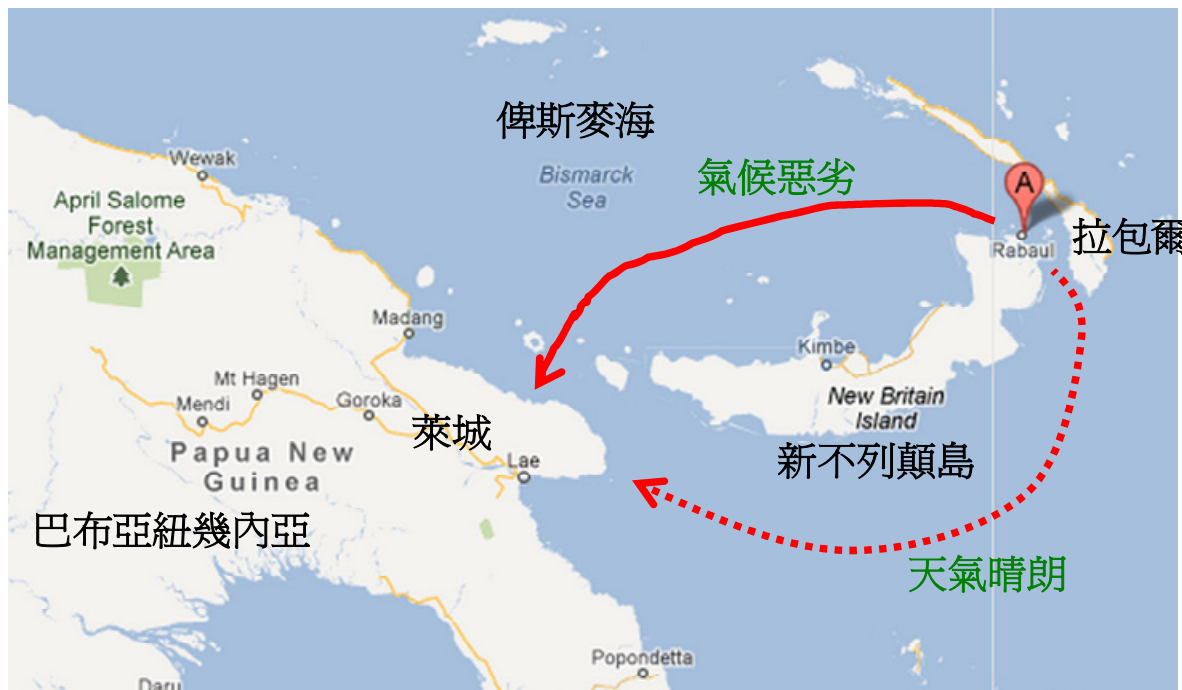 俾斯麥海
Wewak
氣候惡劣
Bismarck
Sea
A
April Salome
Forest
Management Area
Rabaul
拉包爾
Madang
Kimbe
Mt Hagen
Mendi
Goroka
New Britain
Island
萊城
Papua New
Guinea
Lae
新不列顛島
巴布亞紐幾內亞
天氣晴朗
Popondetta
Daru